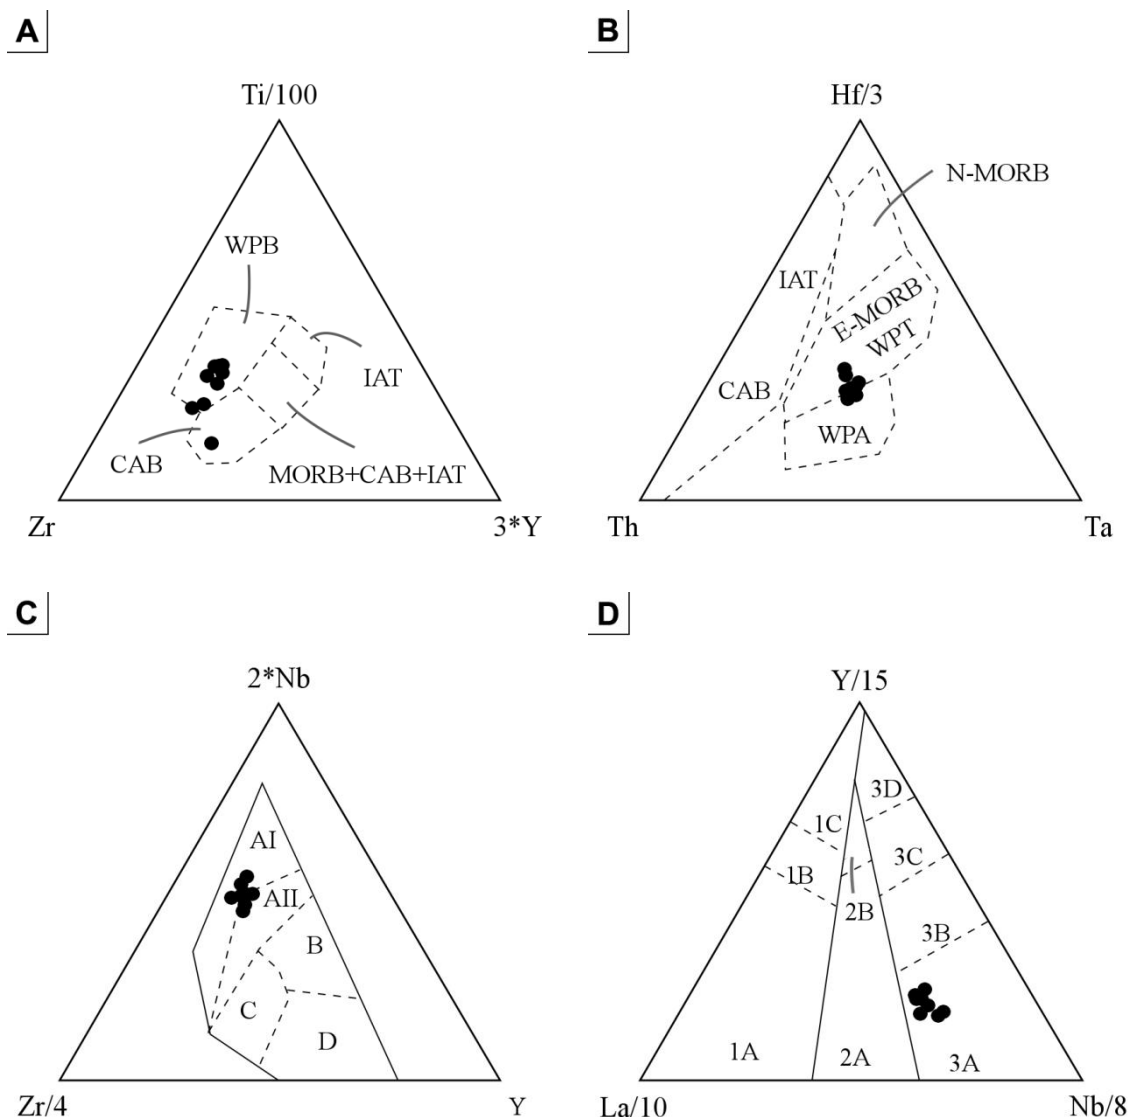 A
Ti/100
WPB
IAT
CAB
MORB+CAB+IAT
Zr
3*Y
B
Hf/3
N-MORB
IAT
E-MORB
WPT
CAB
WPA
Th
Ta
C
2*Nb
AI
AII
B
C
D
Zr/4
Y
D
Y/15
3D
1C
3C
1B
2B
3B
1A
2A
3A
La/10
Nb/8